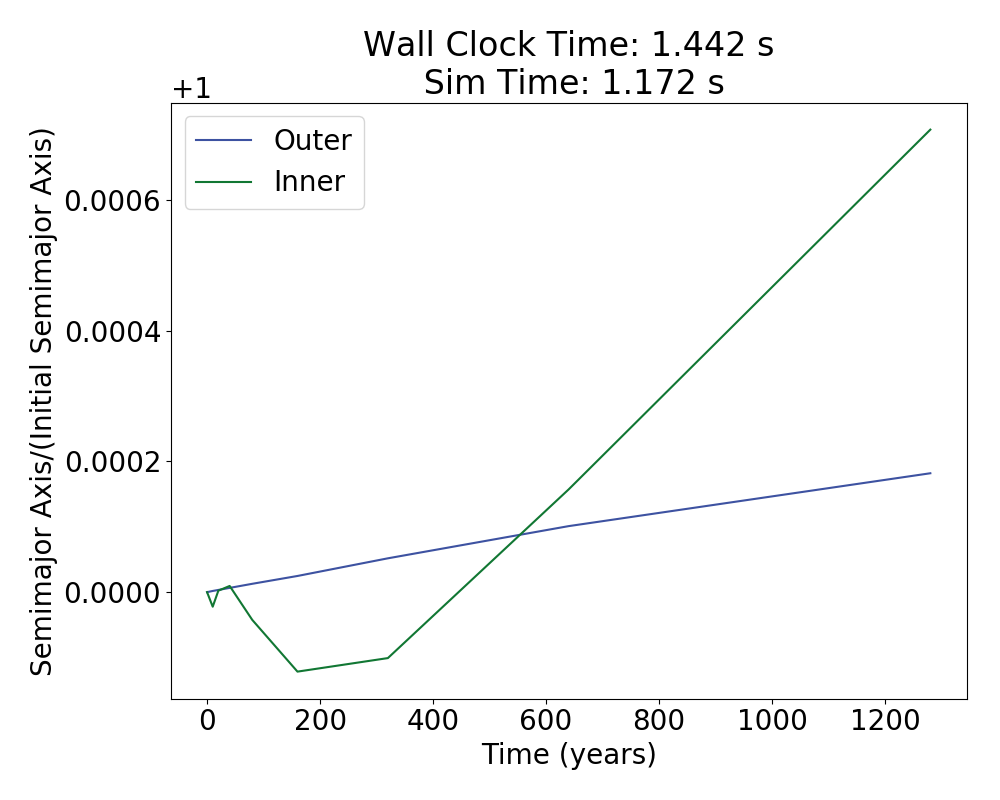 Wall Clock Time: 1.442 s
Sim Time: 1.172 s
+1
Outer
Inner
Semimajor Axis/(Initial Semimajor Axis)
0.0006
0.0004
0.0002
0.0000
0 200 400 600 800 1000 1200
Time (years)